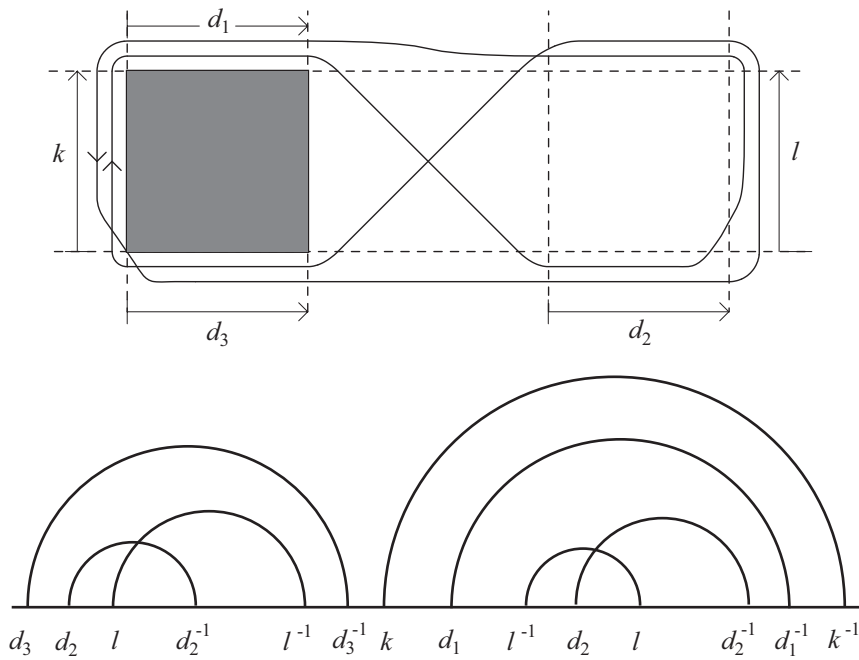 d₁
k
l
d₃
d₂
d₃ d₂ l d₂⁻¹ l⁻¹ d₃⁻¹ k d₁ l⁻¹ d₂ l d₂⁻¹ d₁⁻¹ k⁻¹